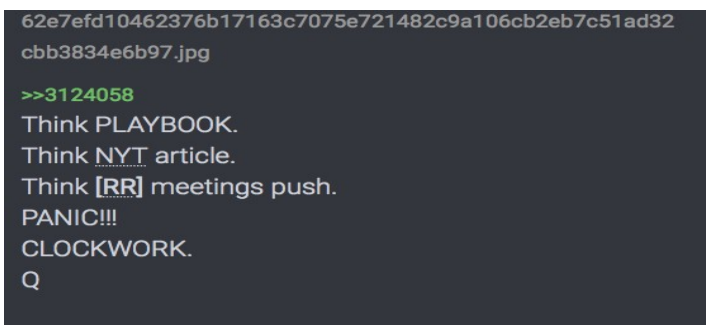 62e7efd10462376b17163c7075e721482c9a106cb2eb7c51ad32
cbb3834e6b97.jpg
>>3124058
Think PLAYBOOK.
Think NYT article.
Think [RR] meetings push.
PANIC!!!
CLOCKWORK.
Q